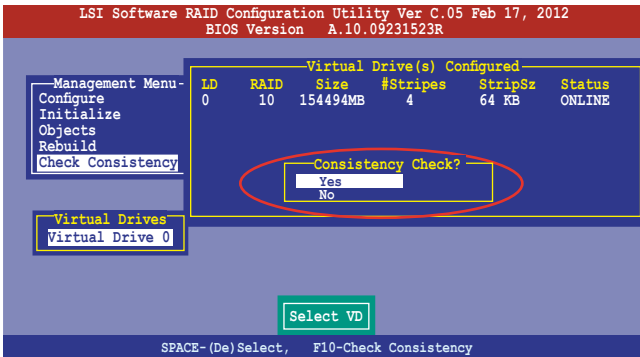 LSI Software RAID Configuration Utility Ver C.05 Feb 17, 2012
BIOS Version A.10.09231523R
Virtual Drive(s) Configured
LD RAID Size #Stripes StripSz Status
0 10 154494MB 4 64 KB ONLINE
Management Menu
Configure
Initialize
Objects
Rebuild
Check Consistency
Consistency Check?
Yes
No
Virtual Drives
Virtual Drive 0
Select VD
SPACE-(De)Select, F10-Check Consistency